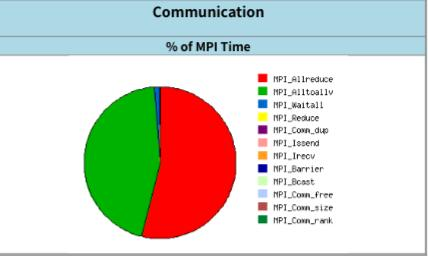 Communication
% of MPI Time
MPI_Allreduce
MPI_Alltoallv
MPI_Waitall
MPI_Reduce
MPI_Comm_dup
MPI_Issend
MPI_Irecv
MPI_Barrier
MPI_Bcast
MPI_Comm_free
MPI_Comm_size
MPI_Comm_rank